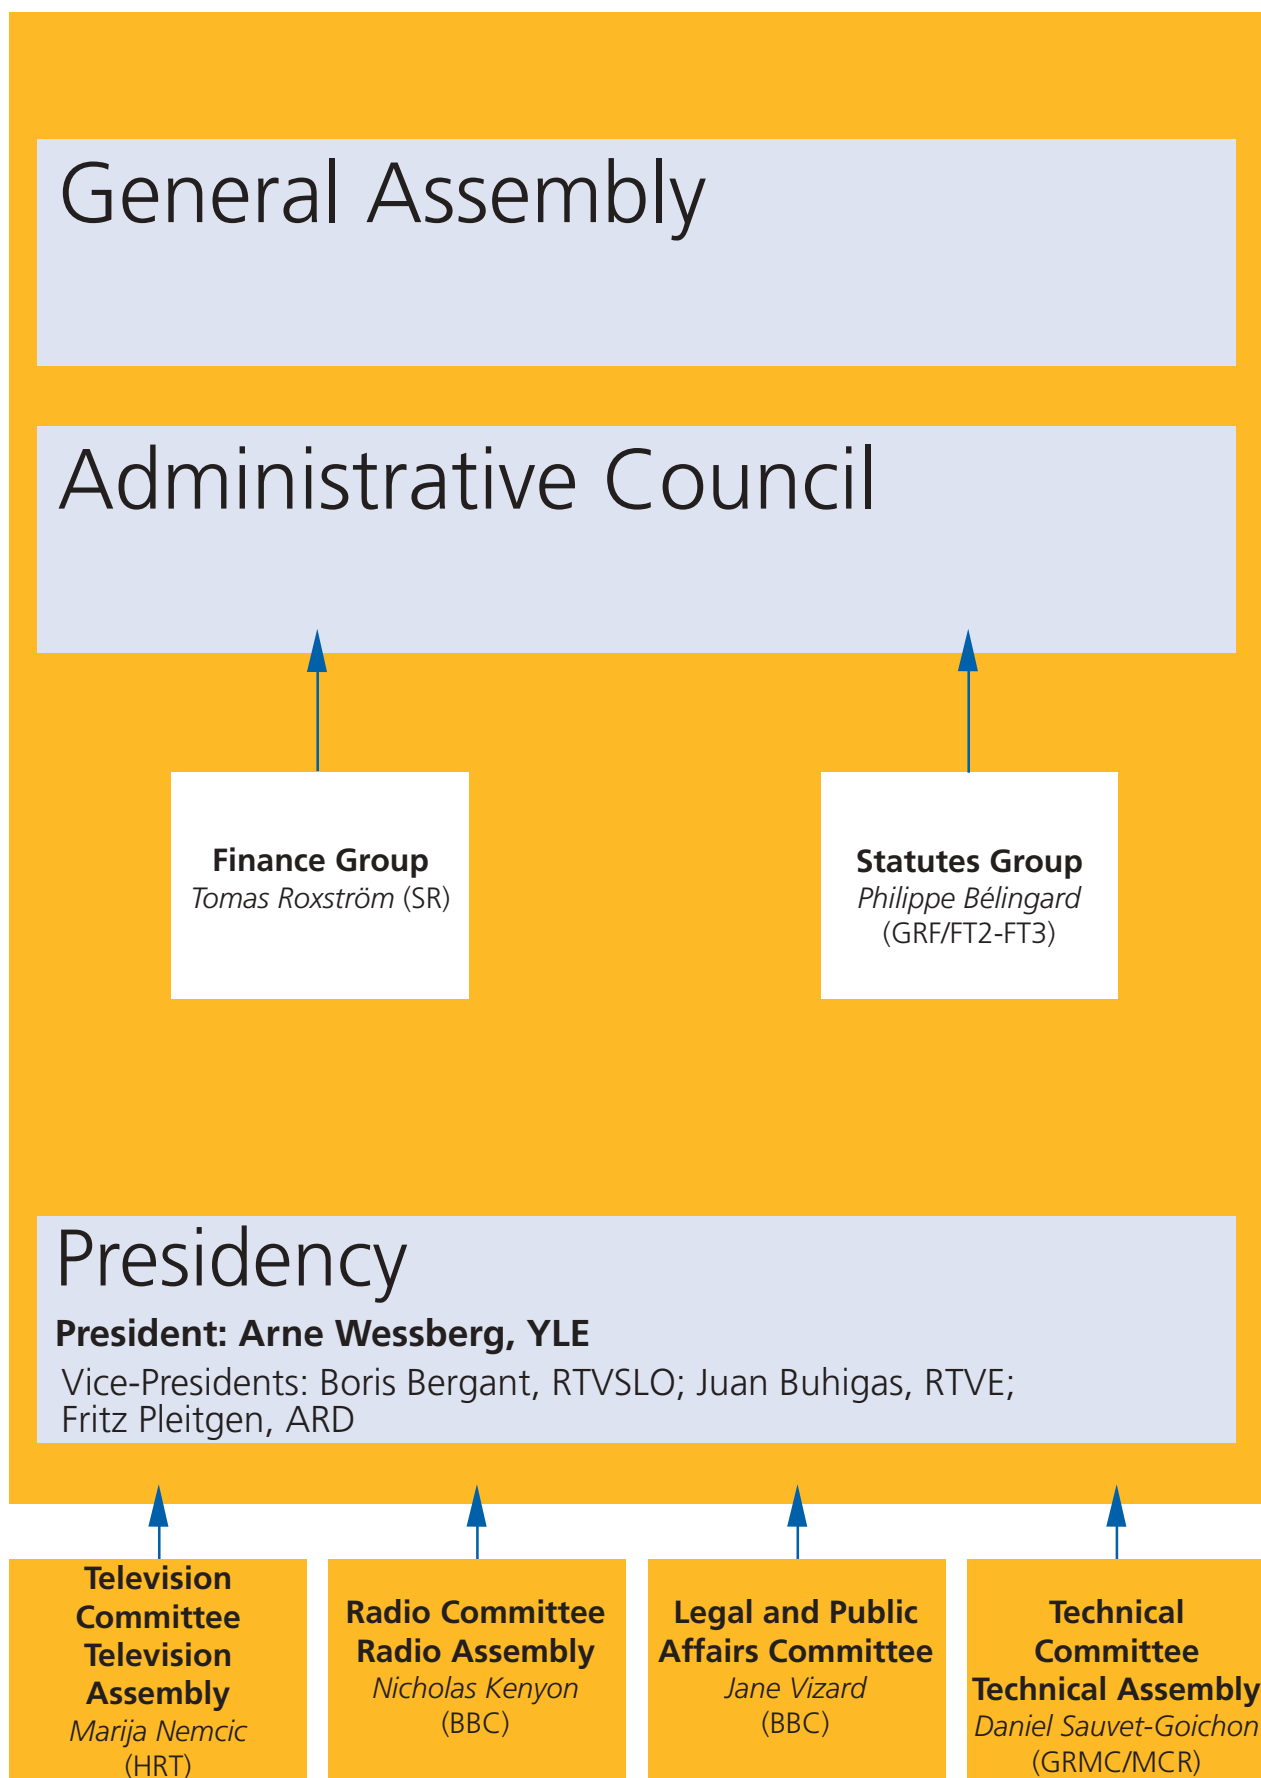 General Assembly
Administrative Council
Finance Group
Tomas Roxström (SR)
Statutes Group
Philippe Bélingard
(GRF/FT2-FT3)
Presidency
President: Arne Wessberg, YLE
Vice-Presidents: Boris Bergant, RTVSLO; Juan Buhigas, RTVE;
Fritz Pleitgen, ARD
Television
Committee
Television
Assembly
Marija Nemcic
(HRT)
Radio Committee
Radio Assembly
Nicholas Kenyon
(BBC)
Legal and Public
Affairs Committee
Jane Vizard
(BBC)
Technical
Committee
Technical Assembly
Daniel Sauvet-Goichon
(GRMC/MCR)